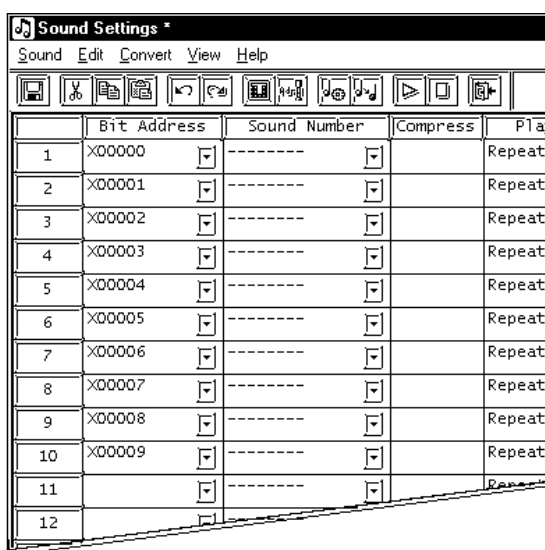 Sound Settings *
Sound Edit Convert View Help
Bit Address Sound Number Compress Pla
1 X00000 -------- Repeat
2 X00001 -------- Repeat
3 X00002 -------- Repeat
4 X00003 -------- Repeat
5 X00004 -------- Repeat
6 X00005 -------- Repeat
7 X00006 -------- Repeat
8 X00007 -------- Repeat
9 X00008 -------- Repeat
10 X00009 -------- Repeat
11 --------
12